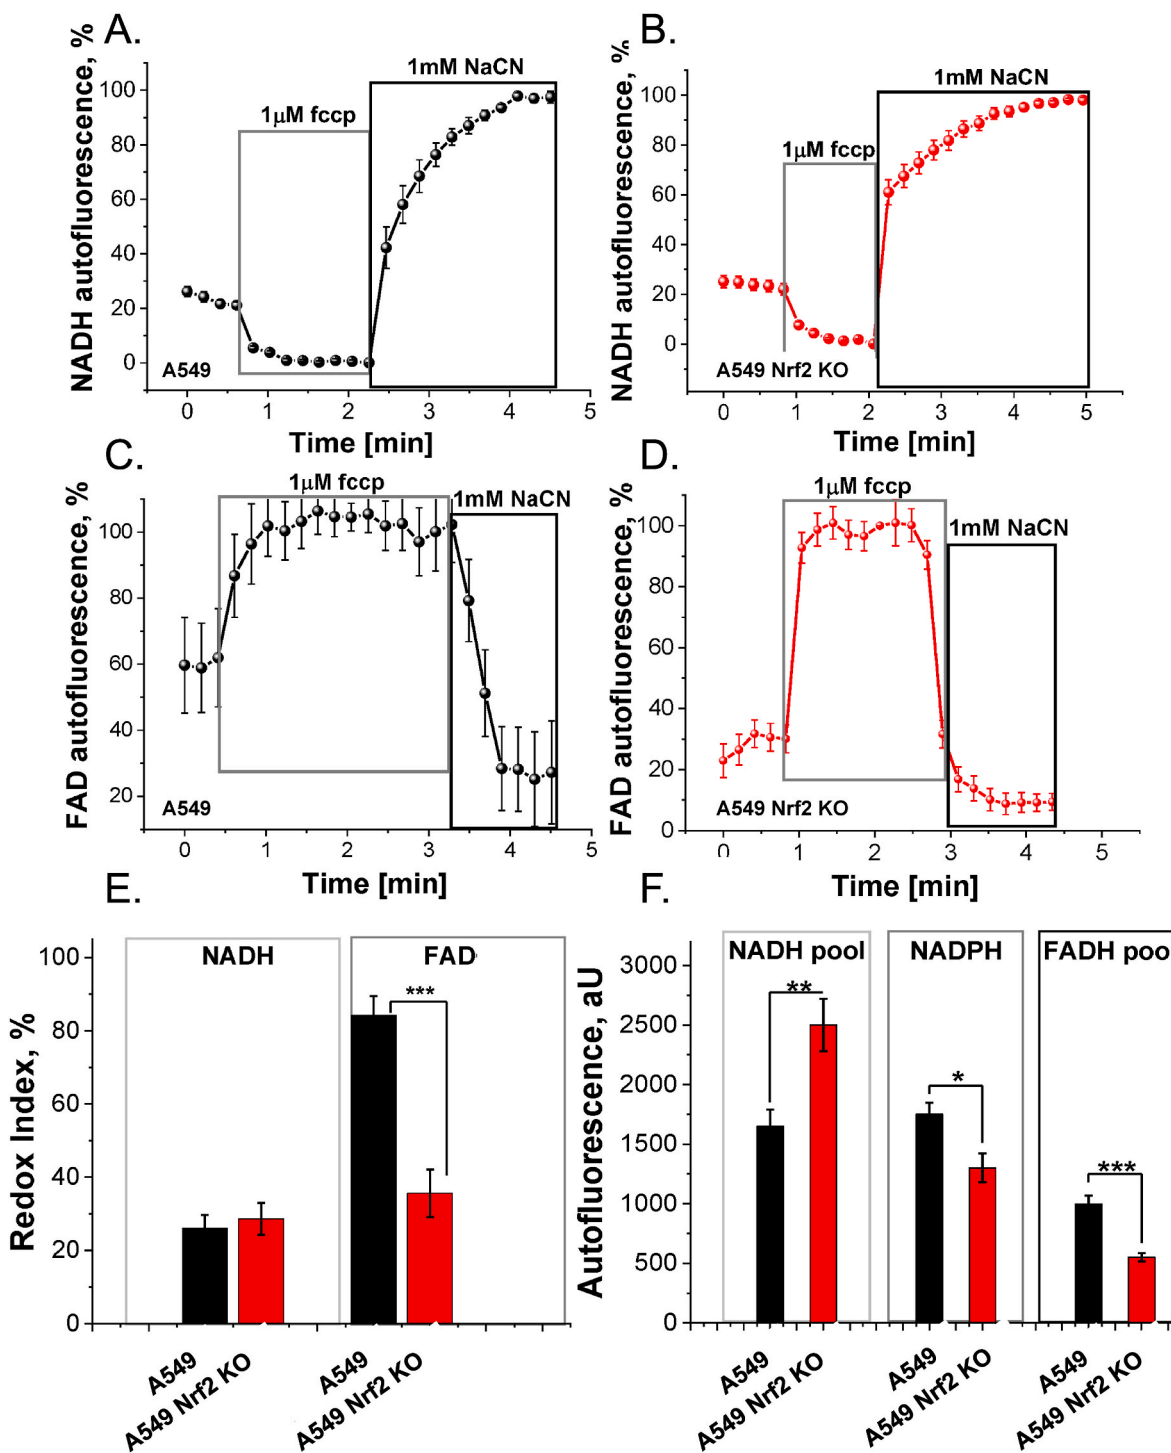 A.
NADH autofluorescence, %
100
80
60
40
20
0
1μM fccp
1mM NaCN
A549
0 1 2 3 4 5
Time [min]
B.
NADH autofluorescence, %
100
80
60
40
20
0
1μM fccp
1mM NaCN
A549 Nrf2 KO
0 1 2 3 4 5
Time [min]
C.
FAD autofluorescence, %
100
80
60
40
20
1μM fccp
1mM NaCN
A549
0 1 2 3 4 5
Time [min]
D.
FAD autofluorescence, %
100
80
60
40
20
0
1μM fccp
1mM NaCN
A549 Nrf2 KO
0 1 2 3 4 5
Time [min]
E.
Redox Index, %
100
80
60
40
20
0
NADH
FAD
***
A549
A549 Nrf2 KO
A549
A549 Nrf2 KO
F.
Autofluorescence, aU
3000
2500
2000
1500
1000
500
0
NADH pool
**
NADPH
*
FADH pool
***
A549
A549 Nrf2 KO
A549
A549 Nrf2 KO
A549
A549 Nrf2 KO